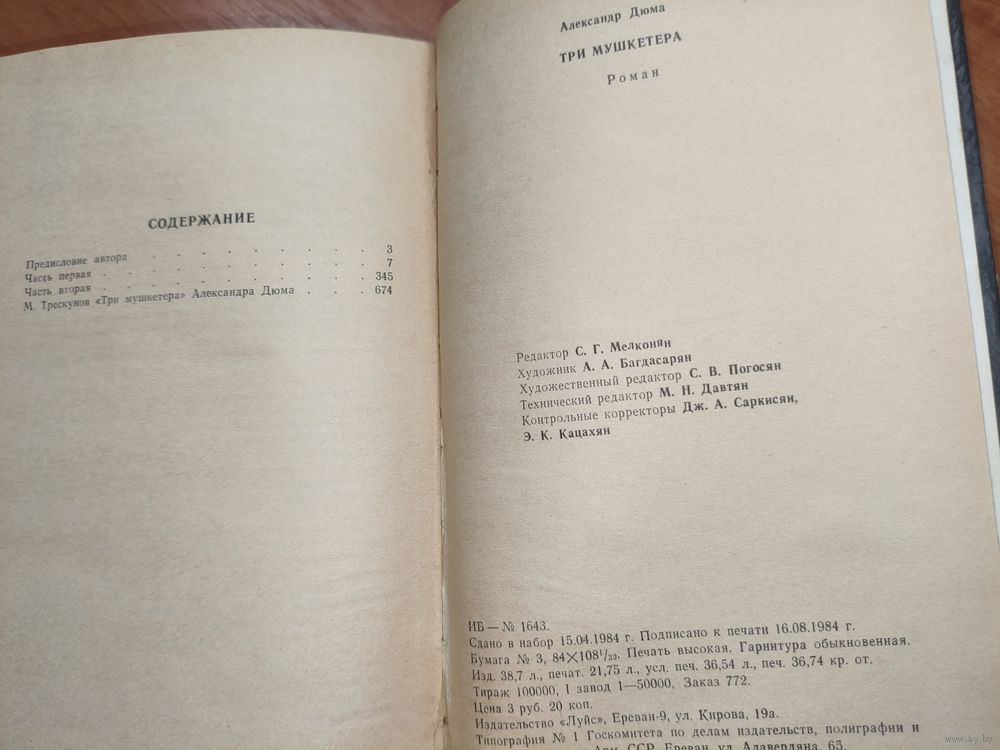 СОДЕРЖАНИЕ
Предисловие автора . . . . . . . . . 3
Часть первая . . . . . . . . . . 7
Часть вторая . . . . . . . . . . 345
М. Трескунов «Три мушкетера» Александра Дюма . . . 674
Александр Дюма
ТРИ МУШКЕТЕРА
Роман
Редактор С. Г. Мелконян
Художник А. А. Багдасарян
Художественный редактор С. В. Погосян
Технический редактор М. Н. Давтян
Контрольные корректоры Дж. А. Саркисян,
Э. К. Кацахян
ИБ — № 1643.
Сдано в набор 15.04.1984 г. Подписано к печати 16.08.1984 г.
Бумага № 3, 84×108¹/₃₂. Печать высокая. Гарнитура обыкновенная.
Изд. 38,7 л., печат. 21,75 л., усл. печ. 36,54 л., печ. 36,74 кр. от.
Тираж 100000, I завод 1—50000, Заказ 772.
Цена 3 руб. 20 коп.
Издательство «Луйс», Ереван-9, ул. Кирова, 19а.
Типография № 1 Госкомитета по делам издательств, полиграфии и
Арм. ССР, Ереван, ул. Алавердяна, 65.
www.ay.by